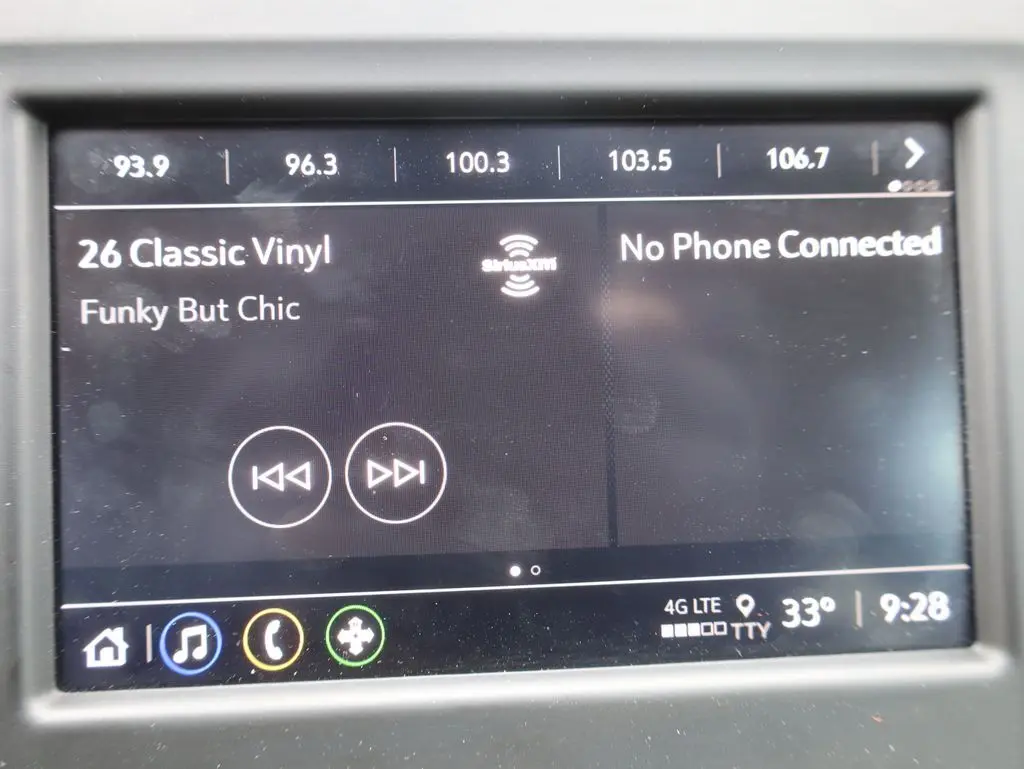 93.9 96.3 100.3 103.5 106.7
26 Classic Vinyl
SiriusXM
No Phone Connected
Funky But Chic
4G LTE
TTY
33°
9:28